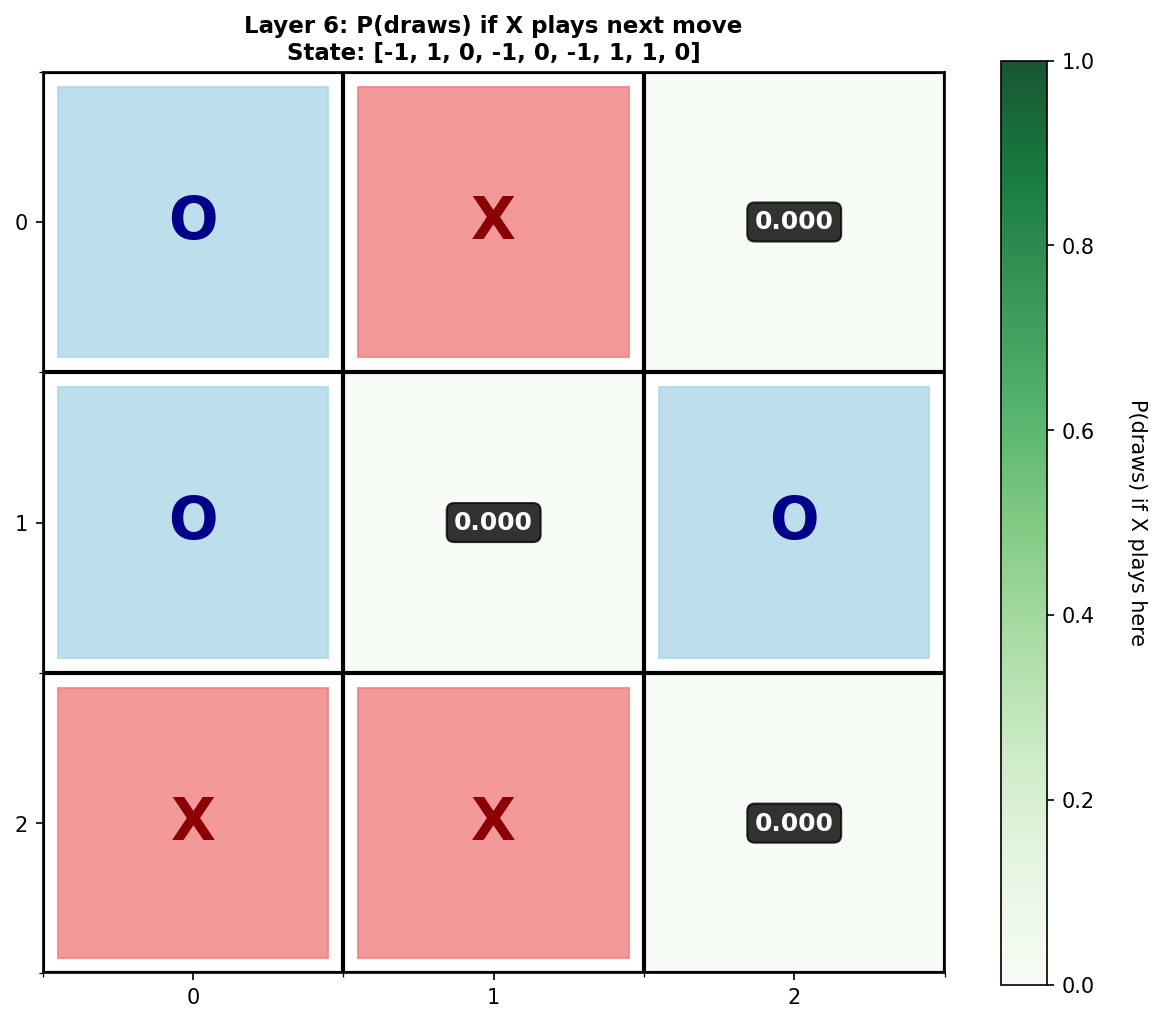 Layer 6: P(draws) if X plays next move
State: [-1, 1, 0, -1, 0, -1, 1, 1, 0]
0
O
X
0.000
1
O
0.000
O
2
X
X
0.000
0
1
2
1.0
0.8
0.6
0.4
0.2
0.0
P(draws) if X plays here